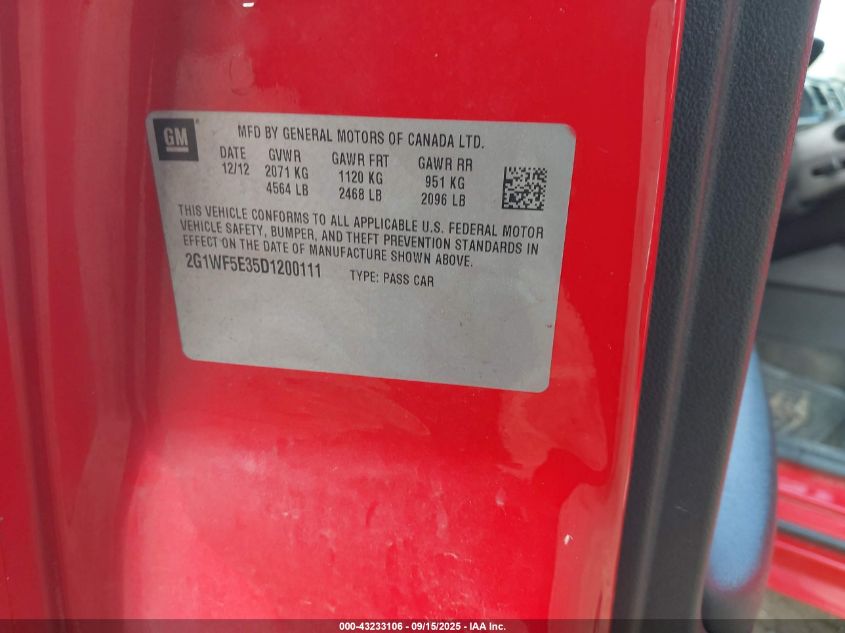 GM
MFD BY GENERAL MOTORS OF CANADA LTD.
DATE GVWR GAWR FRT GAWR RR
12/12 2071 KG 1120 KG 951 KG
4564 LB 2468 LB 2096 LB
THIS VEHICLE CONFORMS TO ALL APPLICABLE U.S. FEDERAL MOTOR
VEHICLE SAFETY, BUMPER, AND THEFT PREVENTION STANDARDS IN
EFFECT ON THE DATE OF MANUFACTURE SHOWN ABOVE.
2G1WF5E35D1200111 TYPE: PASS CAR
000-43233106 - 09/15/2025 - IAA Inc.